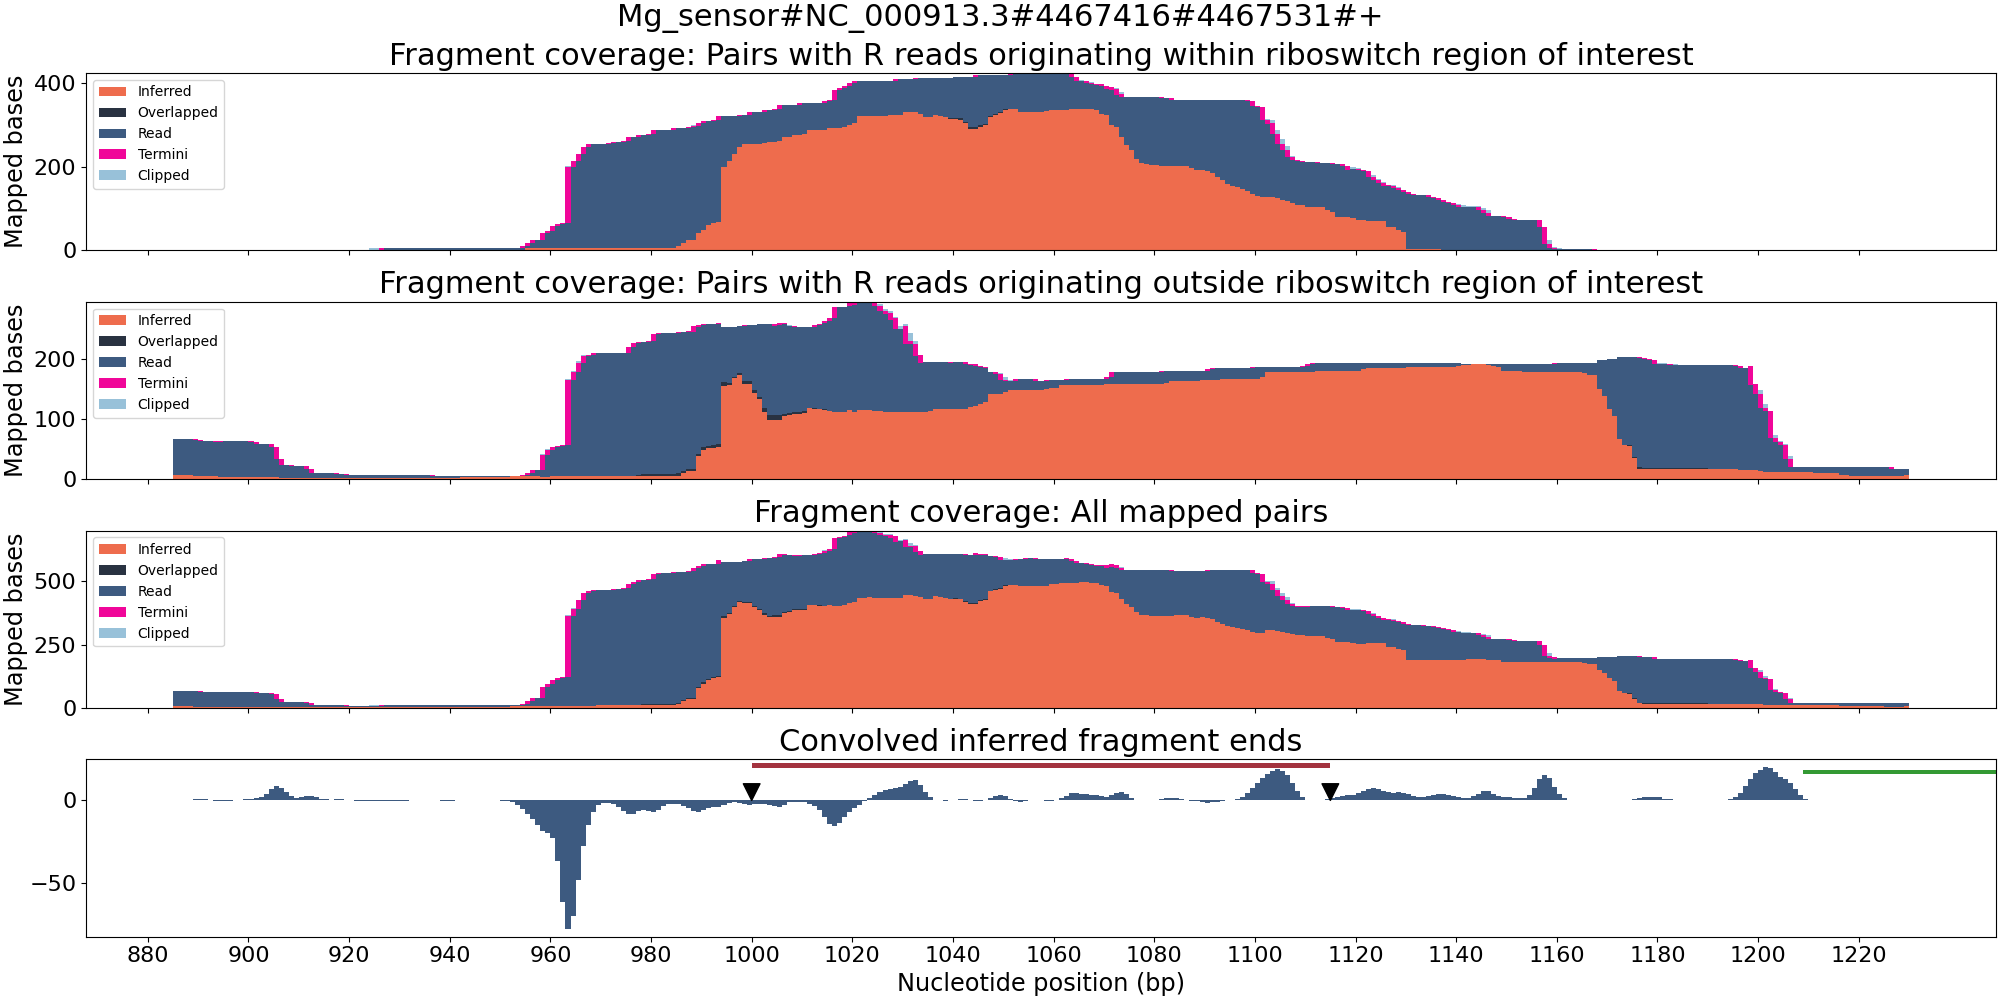 Mg_sensor#NC_000913.3#4467416#4467531#+
Fragment coverage: Pairs with R reads originating within riboswitch region of interest
Mapped bases
400
200
0
Inferred
Overlapped
Read
Termini
Clipped
Fragment coverage: Pairs with R reads originating outside riboswitch region of interest
Mapped bases
200
100
0
Inferred
Overlapped
Read
Termini
Clipped
Fragment coverage: All mapped pairs
Mapped bases
500
250
0
Inferred
Overlapped
Read
Termini
Clipped
Convolved inferred fragment ends
0
−50
880 900 920 940 960 980 1000 1020 1040 1060 1080 1100 1120 1140 1160 1180 1200 1220
Nucleotide position (bp)